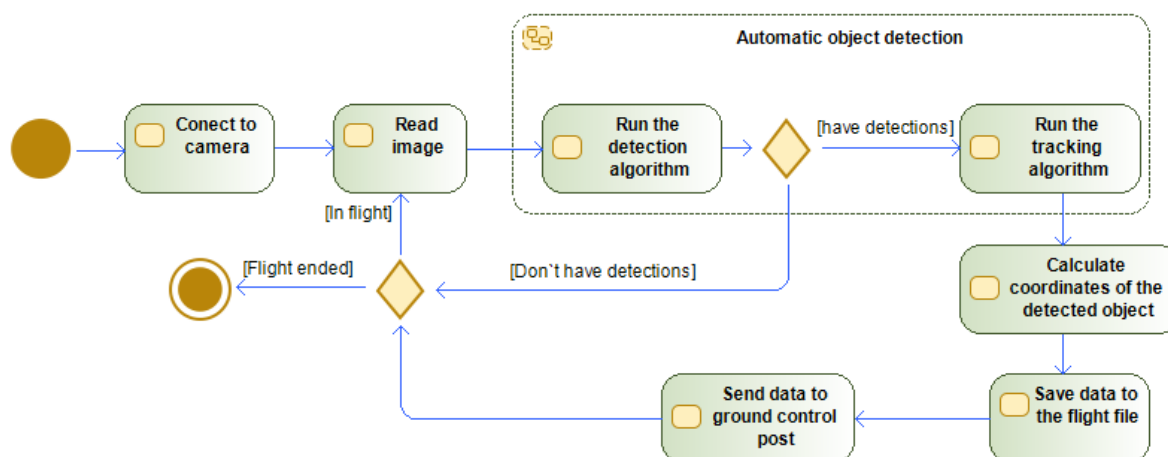 Automatic object detection
Conect to
camera
Read
image
Run the
detection
algorithm
[have detections]
Run the
tracking
algorithm
[In flight]
[Flight ended]
[Don`t have detections]
Calculate
coordinates of the
detected object
Send data to
ground control
post
Save data to
the flight file